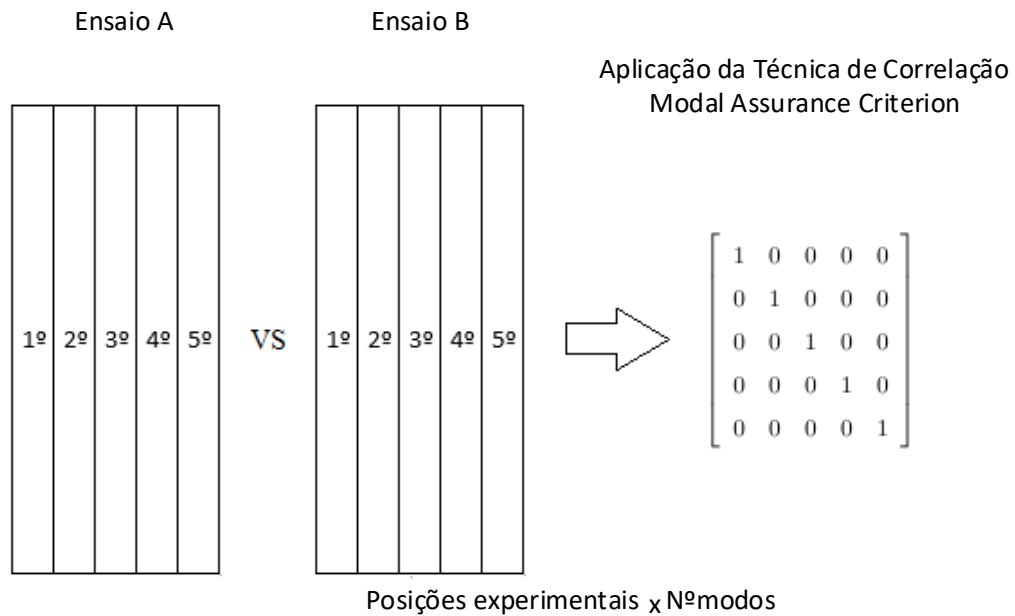 Ensaio A
Ensaio B
Aplicação da Técnica de Correlação
Modal Assurance Criterion
1º 2º 3º 4º 5º VS 1º 2º 3º 4º 5º
1 0 0 0 0
0 1 0 0 0
0 0 1 0 0
0 0 0 1 0
0 0 0 0 1
Posições experimentais x Nºmodos